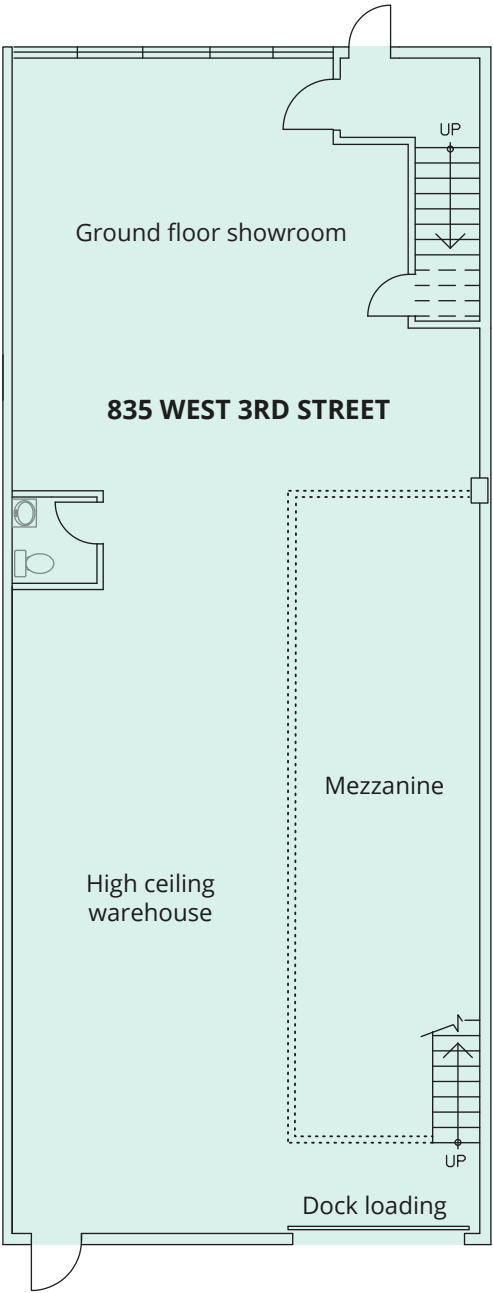 UP
Ground floor showroom
835 WEST 3RD STREET
Mezzanine
High ceiling
warehouse
UP
Dock loading